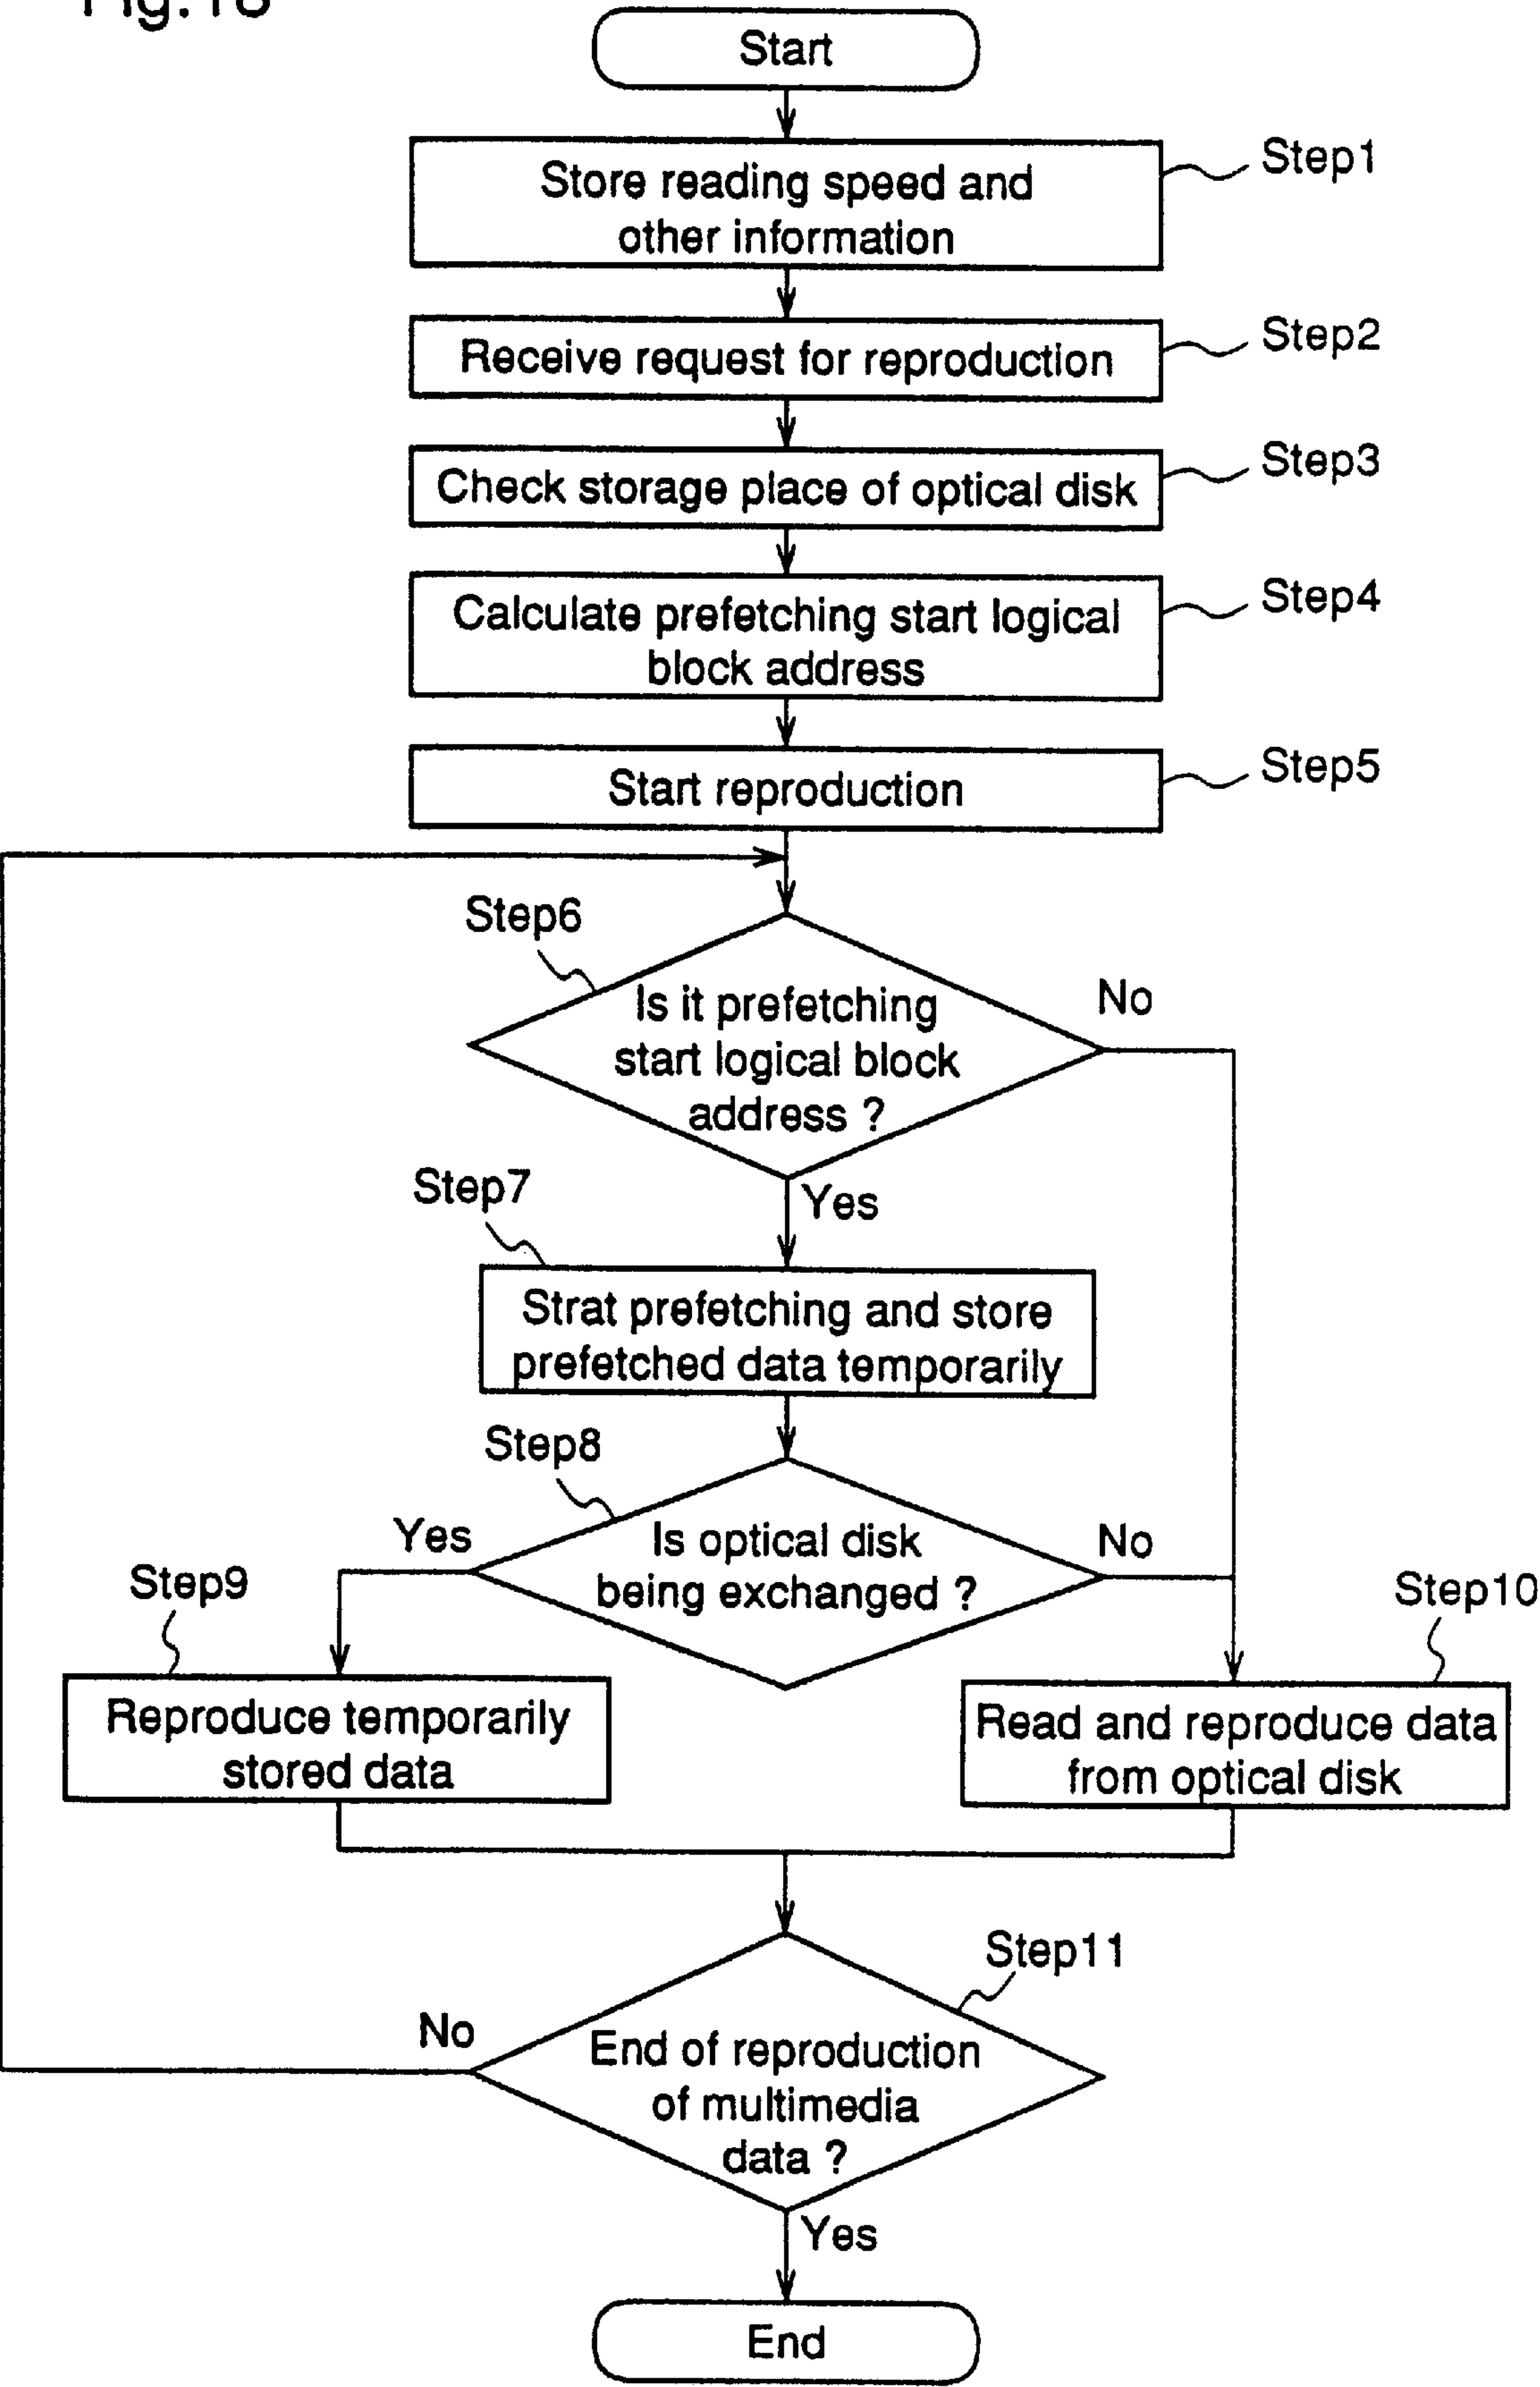 Start
Store reading speed and
other information
Step1
Receive request for reproduction
Step2
Check storage place of optical disk
Step3
Calculate prefetching start logical
block address
Step4
Start reproduction
Step5
Step6
Is it prefetching
start logical block
address ?
No
Yes
Step7
Strat prefetching and store
prefetched data temporarily
Step8
Is optical disk
being exchanged ?
Yes
No
Step9
Reproduce temporarily
stored data
Step10
Read and reproduce data
from optical disk
Step11
End of reproduction
of multimedia
data ?
No
Yes
End